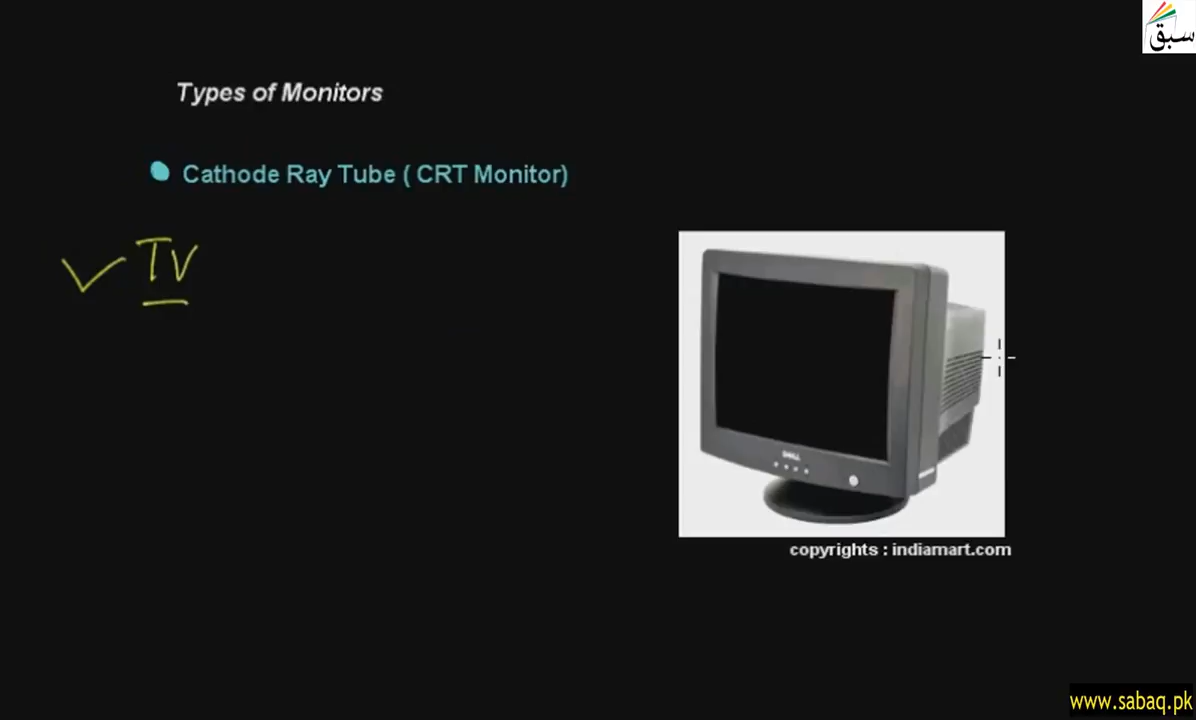 سبق
Types of Monitors
Cathode Ray Tube ( CRT Monitor)
TV
DELL
copyrights : indiamart.com
www.sabaq.pk